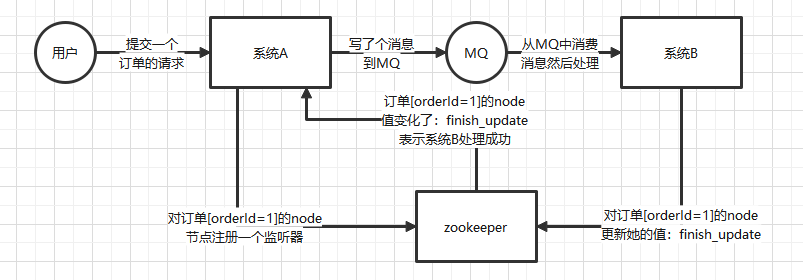 用户
提交一个
订单的请求
系统A
写了个消息
到MQ
MQ
从MQ中消费
消息然后处理
系统B
订单[orderId=1]的node
值变化了：finish_update
表示系统B处理成功
对订单[orderId=1]的node
节点注册一个监听器
zookeeper
对订单[orderId=1]的node
更新她的值：finish_update